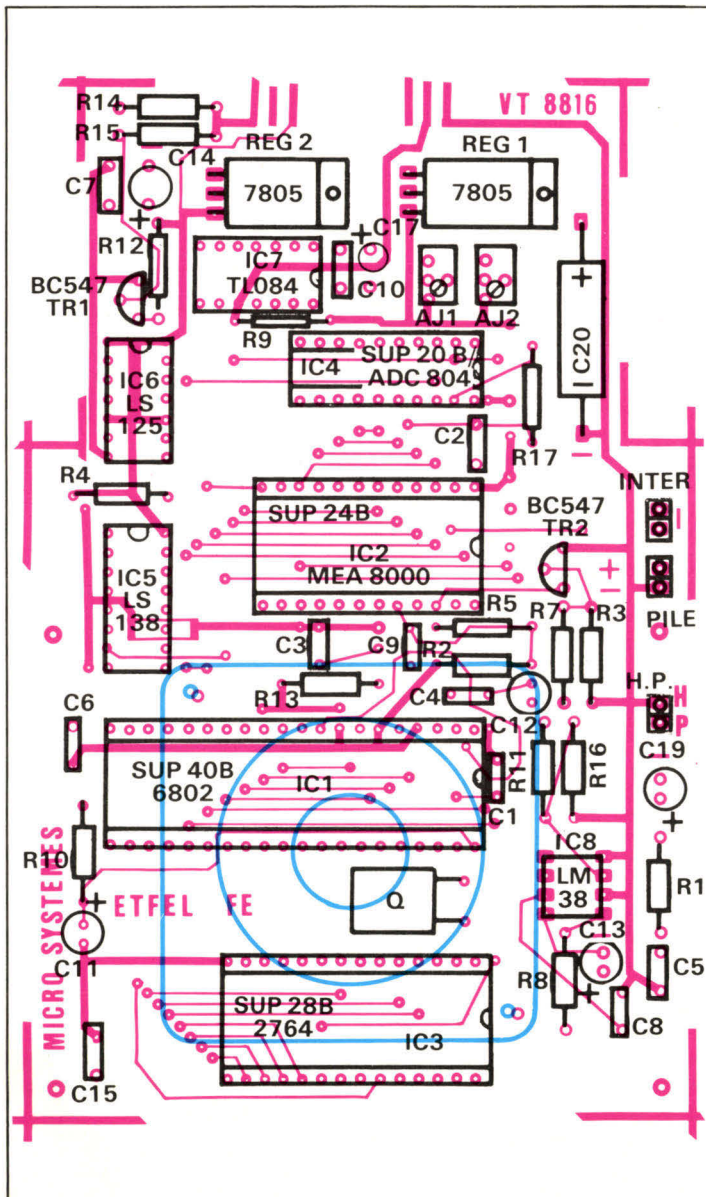 VT 8816
R14
R15
C14
REG 2
REG 1
C7
7805
7805
+
R12
+
C17
IC7
TL084
C10
BC547
TR1
AJ1
AJ2
R9
+
IC20
IC4
SUP 20 B/
ADC 804
IC6
LS
125
C2
R17
R4
INTER
SUP 24B
BC547
TR2
IC2
MEA 8000
IC5
LS
138
+
PILE
R5
R7
R3
C3
C9
R2
C4
R13
H.P.
H
P
C6
C12
C19
SUP 40B
6802
IC1
R11
R16
C1
+
R10
IC8
LM
38
R1
+
ETFEL FE
Q
MICRO SYSTEMES
C11
C13
R8
+
C5
SUP 28B
2764
IC3
C8
C15